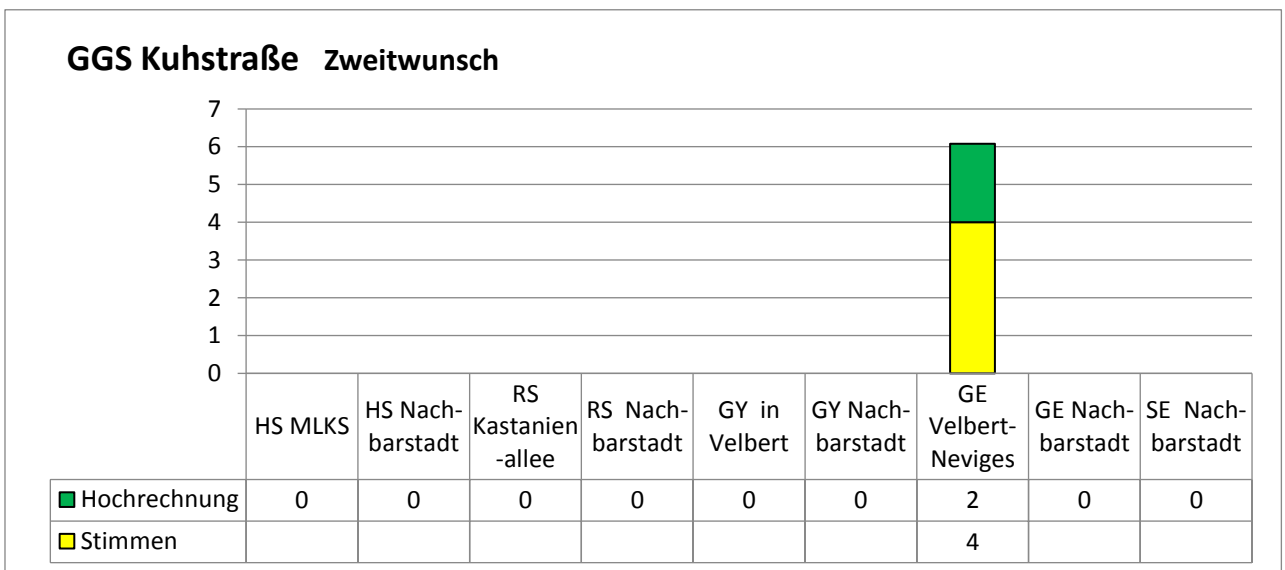 GGS Kuhstraße Zweitwunsch
7
6
5
4
3
2
1
0
HS MLKS
HS Nach-
barstadt
RS
Kastanien
-allee
RS Nach-
barstadt
GY in
Velbert
GY Nach-
barstadt
GE
Velbert-
Neviges
GE Nach-
barstadt
SE Nach-
barstadt
Hochrechnung 0 0 0 0 0 0 2 0 0
Stimmen 4